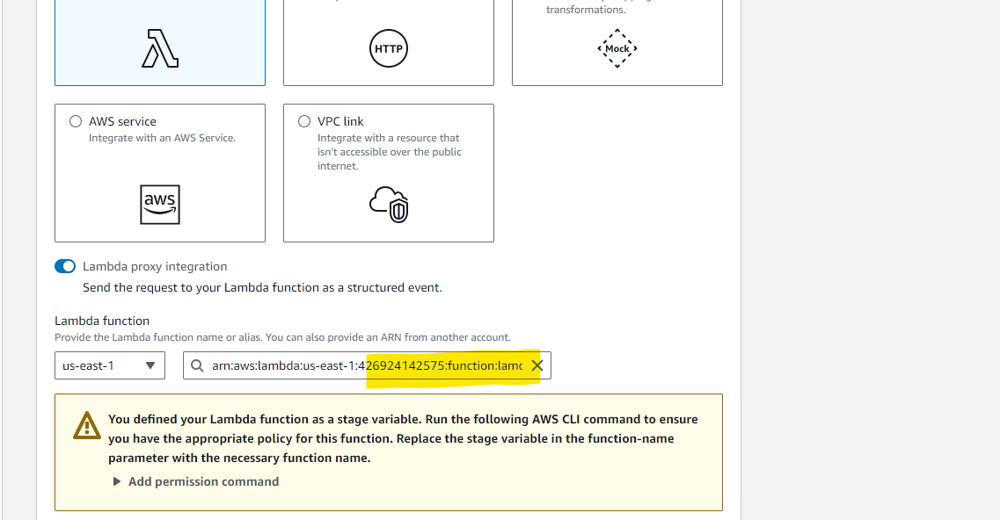 transformations.
HTTP
Mock
AWS service
Integrate with an AWS Service.
aws
VPC link
Integrate with a resource that
isn't accessible over the public
internet.
Lambda proxy integration
Send the request to your Lambda function as a structured event.
Lambda function
Provide the Lambda function name or alias. You can also provide an ARN from another account.
us-east-1
arn:aws:lambda:us-east-1:426924142575:function:lamc
You defined your Lambda function as a stage variable. Run the following AWS CLI command to ensure
you have the appropriate policy for this function. Replace the stage variable in the function-name
parameter with the necessary function name.
Add permission command